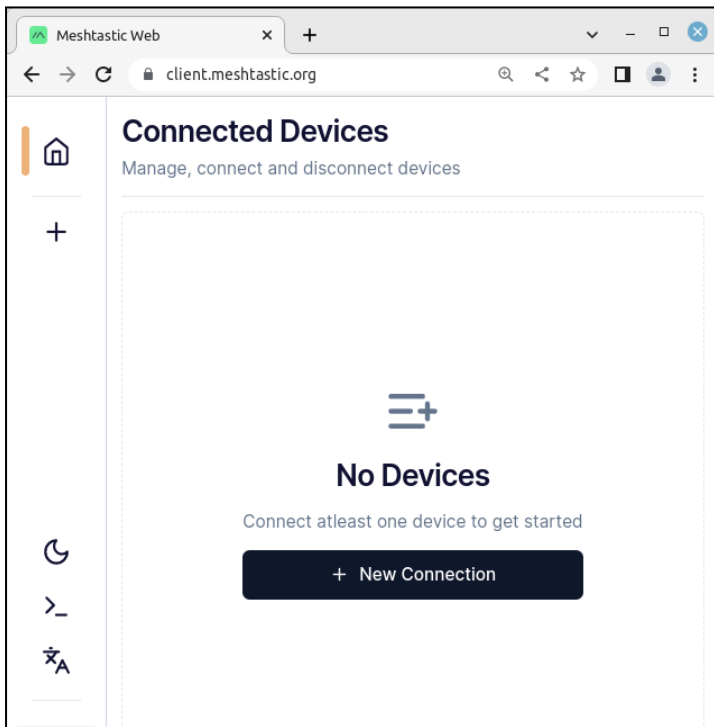 Meshtastic Web
client.meshtastic.org
Connected Devices
Manage, connect and disconnect devices
No Devices
Connect atleast one device to get started
New Connection